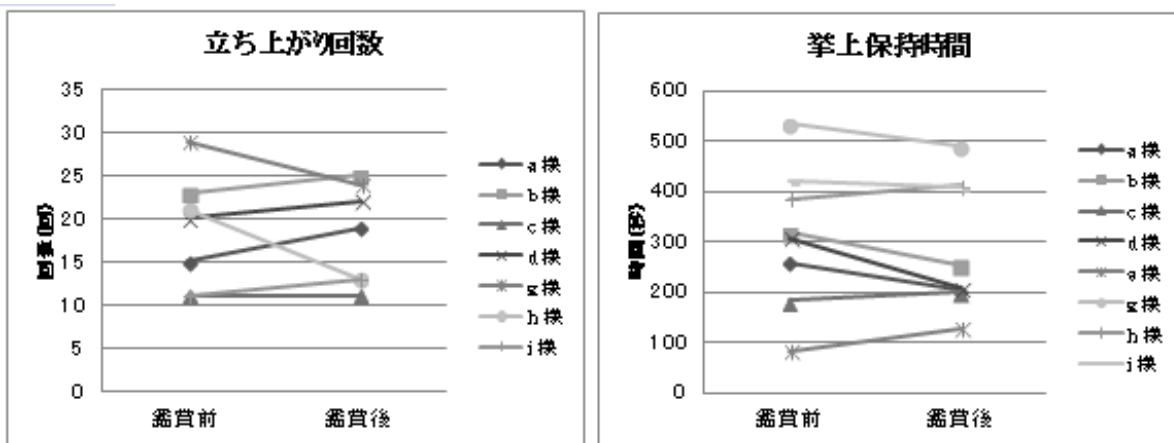 立ち上がり回数
35
30
25
20
15
10
5
0
回数(回)
鑑賞前
鑑賞後
a様
b様
c様
d様
g様
h様
i様
挙上保持時間
600
500
400
300
200
100
0
時間(秒)
鑑賞前
鑑賞後
a様
b様
c様
d様
e様
g様
h様
i様